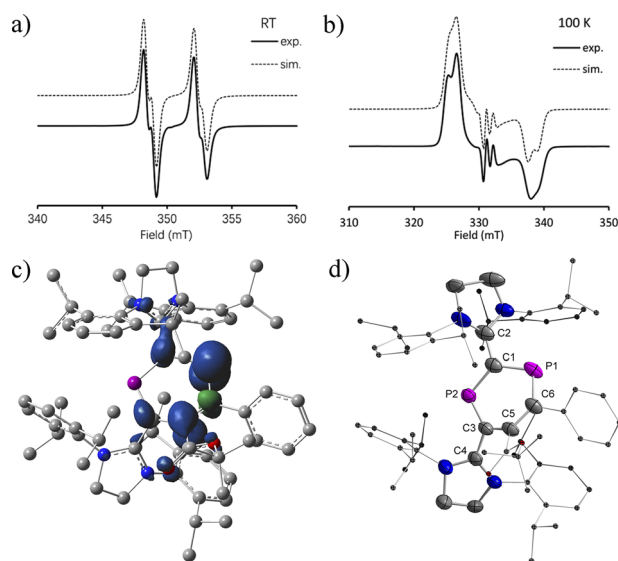 a)
RT
exp.
sim.
340
345
350
355
360
Field (mT)
b)
100 K
exp.
sim.
310
320
330
340
350
Field (mT)
c)
d)
C2
C1
P1
P2
C3
C5
C6
C4